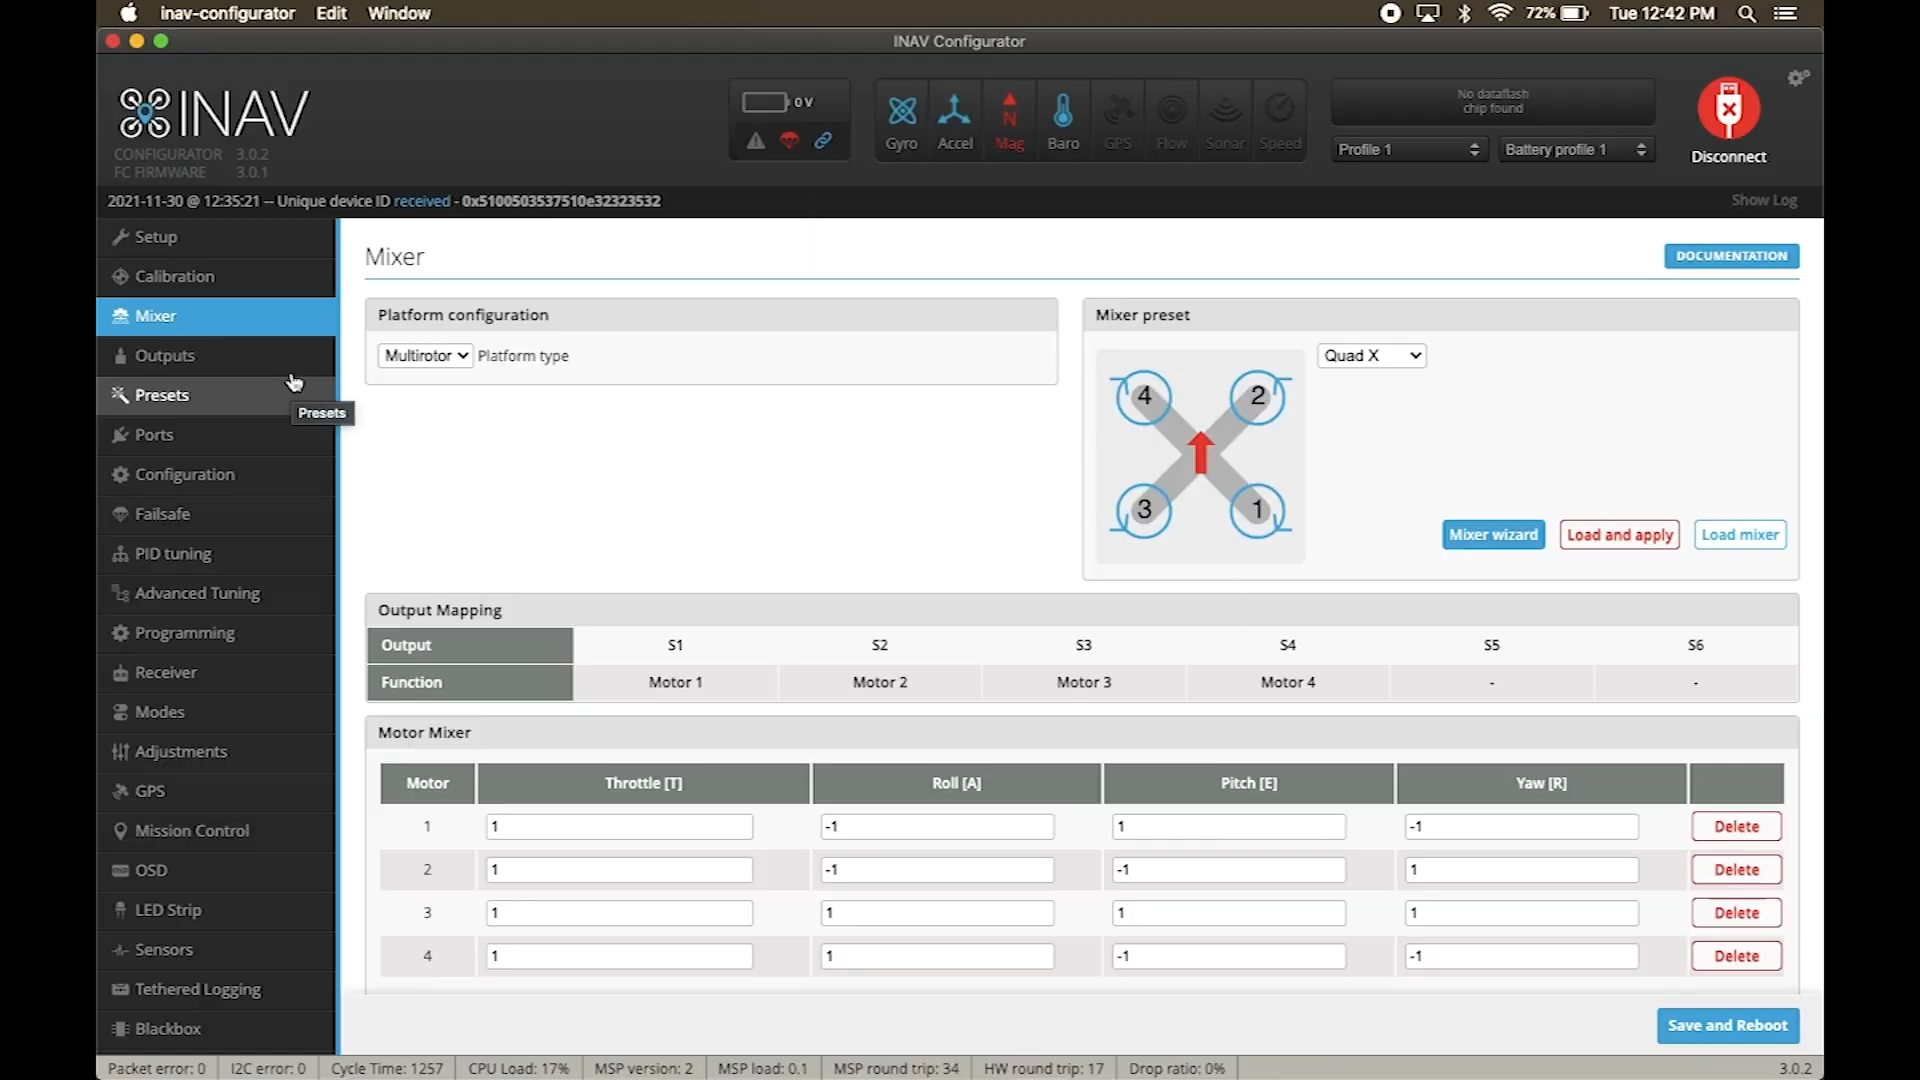 inav-configurator Edit Window 72% Tue 12:42 PM
INAV Configurator
INAV
CONFIGURATOR 3.0.2
FC FIRMWARE 3.0.1
0 V
Gyro Accel N Mag Baro GPS Flow Sonar Speed
No dataflash
chip found
Profile 1 Battery profile 1
Disconnect
2021-11-30 @ 12:35:21 -- Unique device ID received - 0x5100503537510e32323532
Show Log
Setup
Calibration
Mixer
Outputs
Presets
Presets
Ports
Configuration
Failsafe
PID tuning
Advanced Tuning
Programming
Receiver
Modes
Adjustments
GPS
Mission Control
OSD
LED Strip
Sensors
Tethered Logging
Blackbox
Mixer
DOCUMENTATION
Platform configuration
Multirotor Platform type
Mixer preset
Quad X
4 2
3 1
Mixer wizard Load and apply Load mixer
Output Mapping
Output S1 S2 S3 S4 S5 S6
Function Motor 1 Motor 2 Motor 3 Motor 4 - -
Motor Mixer
Motor Throttle [T] Roll [A] Pitch [E] Yaw [R]
1 1 -1 1 -1 Delete
2 1 -1 -1 1 Delete
3 1 1 1 1 Delete
4 1 1 -1 -1 Delete
Save and Reboot
Packet error: 0 I2C error: 0 Cycle Time: 1257 CPU Load: 17% MSP version: 2 MSP load: 0.1 MSP round trip: 34 HW round trip: 17 Drop ratio: 0% 3.0.2